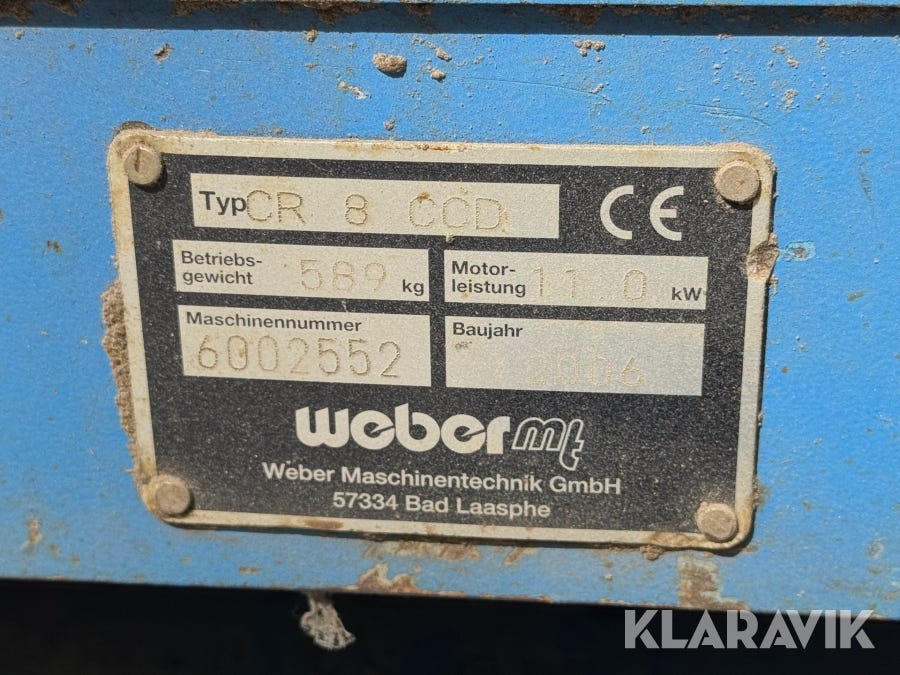 Typ CR 8 CCD CE
Betriebs-
gewicht 589 kg
Motor-
leistung 11.0 kW
Maschinennummer
6002552
Baujahr
2006
weber mt
Weber Maschinentechnik GmbH
57334 Bad Laasphe
KLARAVIK